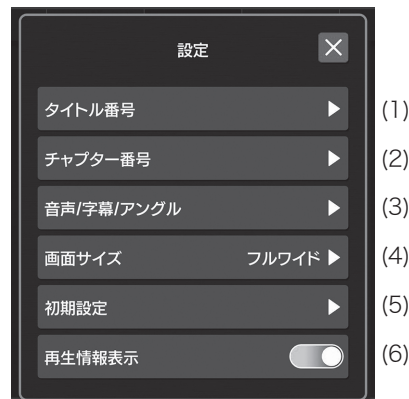 設定
タイトル番号 (1)
チャプター番号 (2)
音声/字幕/アングル (3)
画面サイズ フルワイド (4)
初期設定 (5)
再生情報表示 (6)